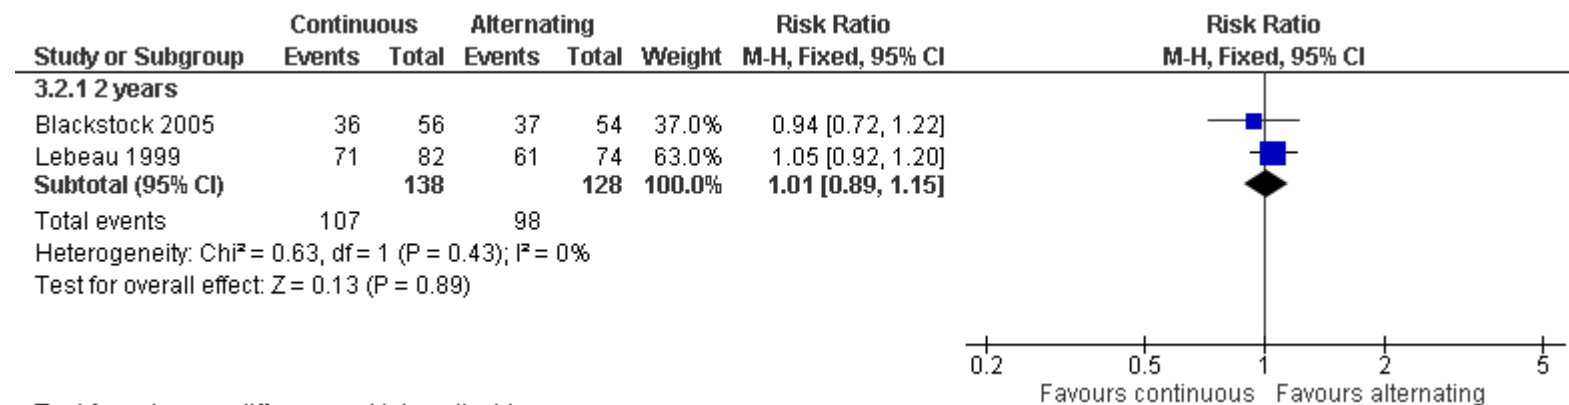 Continuous Alternating Risk Ratio Risk Ratio
Study or Subgroup Events Total Events Total Weight M-H, Fixed, 95% CI M-H, Fixed, 95% CI
3.2.1 2 years
Blackstock 2005 36 56 37 54 37.0% 0.94 [0.72, 1.22]
Lebeau 1999 71 82 61 74 63.0% 1.05 [0.92, 1.20]
Subtotal (95% CI) 138 128 100.0% 1.01 [0.89, 1.15]
Total events 107 98
Heterogeneity: Chi² = 0.63, df = 1 (P = 0.43); I² = 0%
Test for overall effect: Z = 0.13 (P = 0.89)
0.2 0.5 1 2 5
Favours continuous Favours alternating